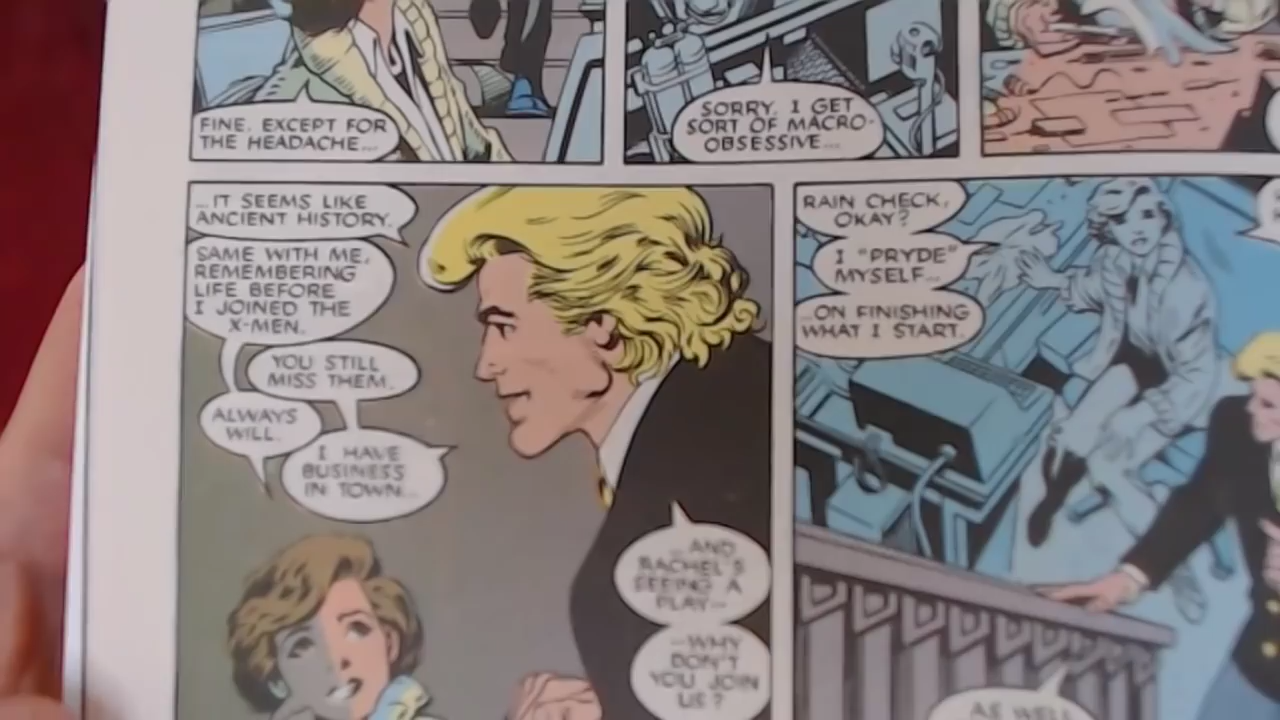 FINE, EXCEPT FOR
THE HEADACHE...
SORRY. I GET
SORT OF MACRO-
OBSESSIVE...
...IT SEEMS LIKE
ANCIENT HISTORY.
SAME WITH ME,
REMEMBERING
LIFE BEFORE
I JOINED THE
X-MEN.
YOU STILL
MISS THEM.
ALWAYS
WILL.
I HAVE
BUSINESS
IN TOWN...
...AND
RACHEL'S
SEEING A
PLAY--
--WHY
DON'T
YOU JOIN
US?
RAIN CHECK,
OKAY?
I "PRYDE"
MYSELF...
...ON FINISHING
WHAT I START.
AS WELL